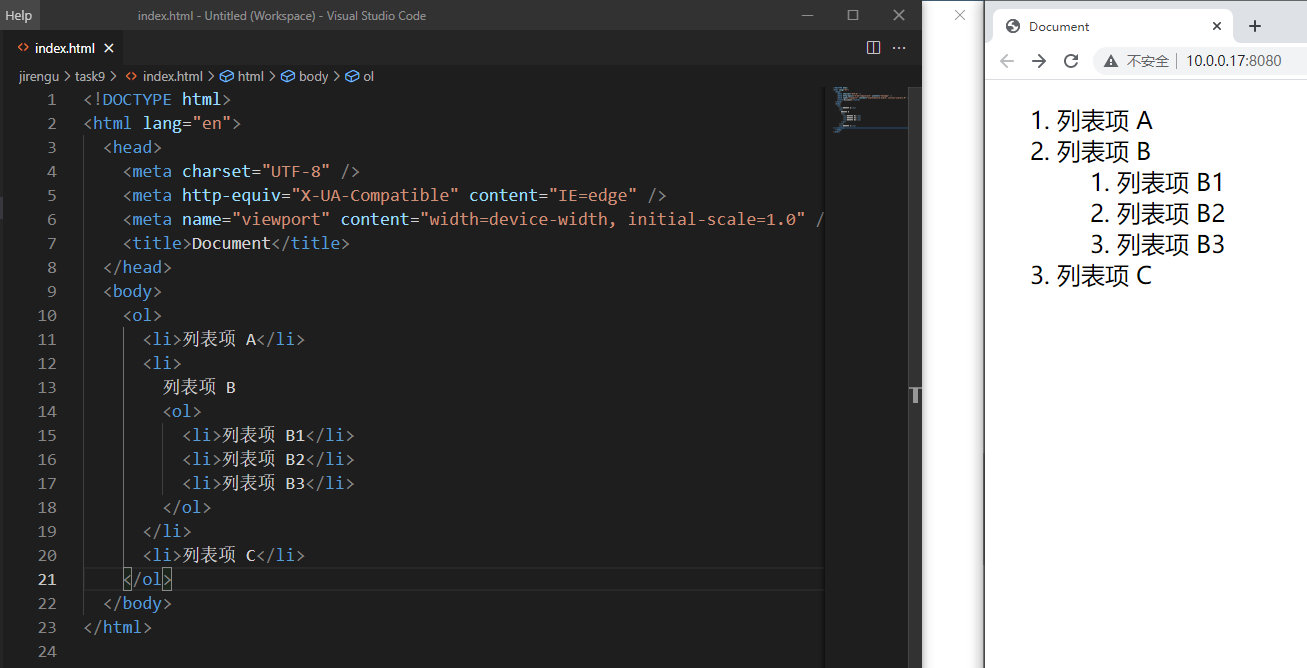 Help
index.html - Untitled (Workspace) - Visual Studio Code
index.html
jirengu > task9 > index.html > html > body > ol
1 <!DOCTYPE html>
2 <html lang="en">
3 <head>
4 <meta charset="UTF-8" />
5 <meta http-equiv="X-UA-Compatible" content="IE=edge" />
6 <meta name="viewport" content="width=device-width, initial-scale=1.0" /
7 <title>Document</title>
8 </head>
9 <body>
10 <ol>
11 <li>列表项 A</li>
12 <li>
13 列表项 B
14 <ol>
15 <li>列表项 B1</li>
16 <li>列表项 B2</li>
17 <li>列表项 B3</li>
18 </ol>
19 </li>
20 <li>列表项 C</li>
21 </ol>
22 </body>
23 </html>
24
T
Document
不安全 | 10.0.0.17:8080
1. 列表项 A
2. 列表项 B
1. 列表项 B1
2. 列表项 B2
3. 列表项 B3
3. 列表项 C